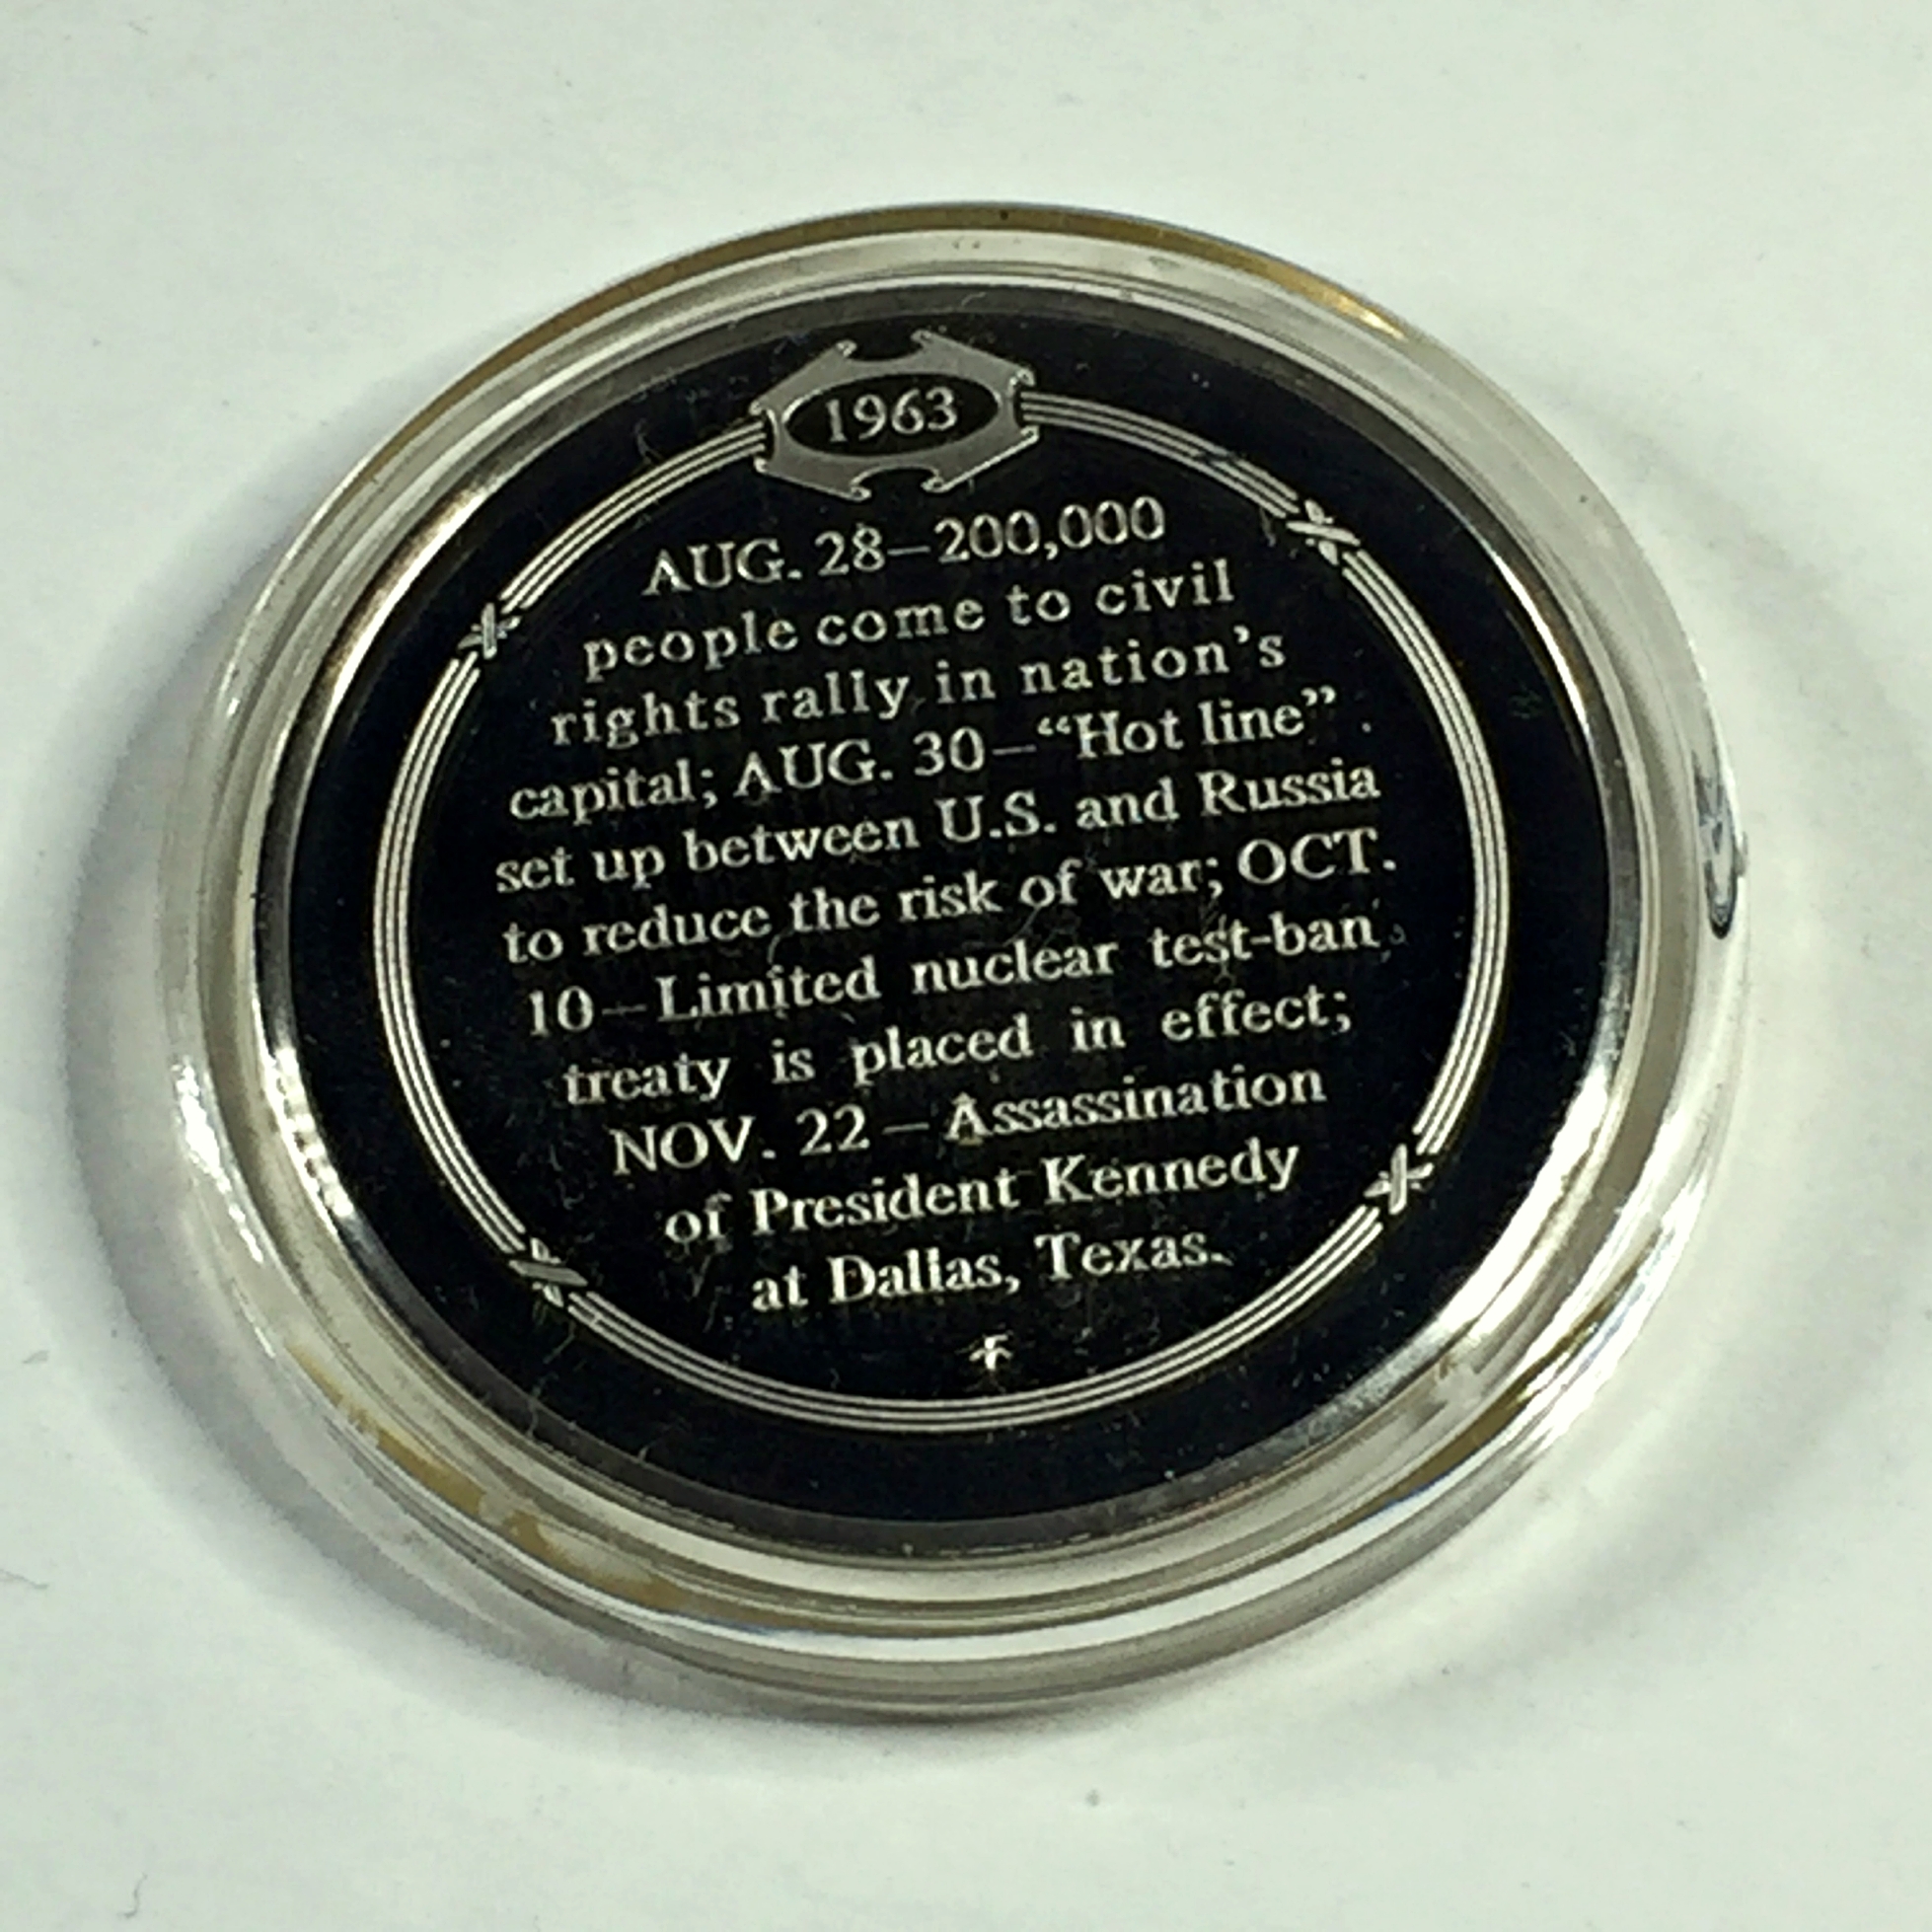 1963
AUG. 28—200,000
people come to civil
rights rally in nation's
capital; AUG. 30—“Hot line”
set up between U.S. and Russia
to reduce the risk of war; OCT.
10—Limited nuclear test-ban
treaty is placed in effect;
NOV. 22—Assassination
of President Kennedy
at Dallas, Texas.